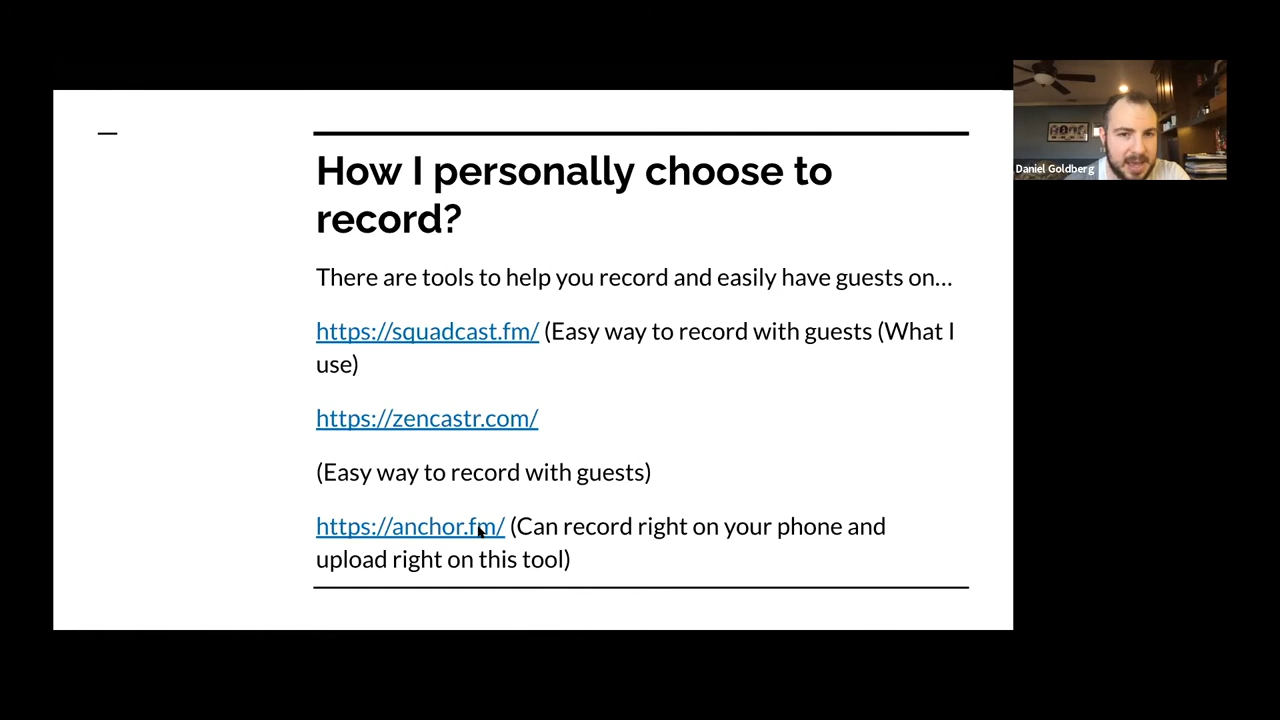 How I personally choose to
record?
There are tools to help you record and easily have guests on...
https://squadcast.fm/ (Easy way to record with guests (What I
use)
https://zencastr.com/
(Easy way to record with guests)
https://anchor.fm/ (Can record right on your phone and
upload right on this tool)
Daniel Goldberg